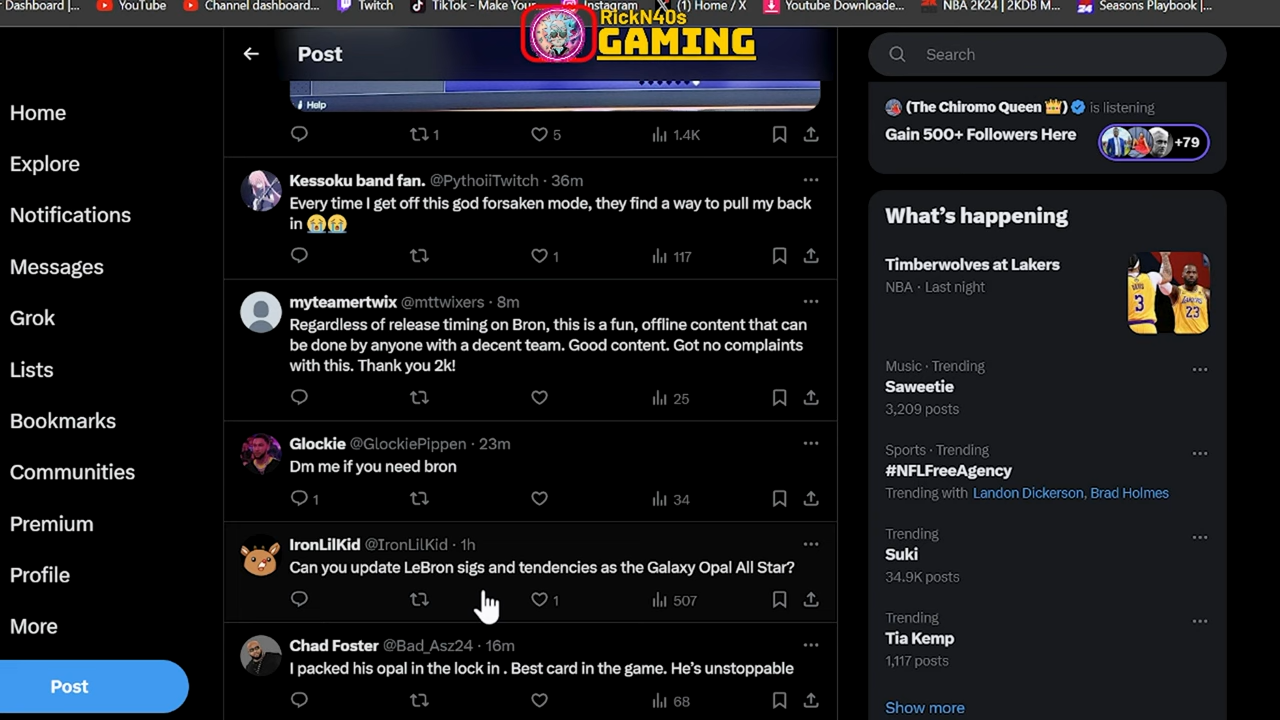 Dashboard |...
YouTube
Channel dashboard...
Twitch
TikTok - Make Your...
Instagram
(1) Home / X
Youtube Downloade...
NBA 2K24 | 2KDB M...
Seasons Playbook |...
RickN40s
GAMING
Home
Explore
Notifications
Messages
Grok
Lists
Bookmarks
Communities
Premium
Profile
More
Post
Post
Help
1
5
1.4K
Kessoku band fan. @PythoiiTwitch · 36m
Every time I get off this god forsaken mode, they find a way to pull my back
in 😭😭
1
117
myteamertwix @mttwixers · 8m
Regardless of release timing on Bron, this is a fun, offline content that can
be done by anyone with a decent team. Good content. Got no complaints
with this. Thank you 2k!
25
Glockie @GlockiePippen · 23m
Dm me if you need bron
1
34
IronLilKid @IronLilKid · 1h
Can you update LeBron sigs and tendencies as the Galaxy Opal All Star?
1
507
Chad Foster @Bad_Asz24 · 16m
I packed his opal in the lock in . Best card in the game. He's unstoppable
68
Search
(The Chiromo Queen 👑) is listening
Gain 500+ Followers Here
+79
What's happening
Timberwolves at Lakers
NBA · Last night
3
23
Music · Trending
Saweetie
3,209 posts
Sports · Trending
#NFLFreeAgency
Trending with Landon Dickerson, Brad Holmes
Trending
Suki
34.9K posts
Trending
Tia Kemp
1,117 posts
Show more